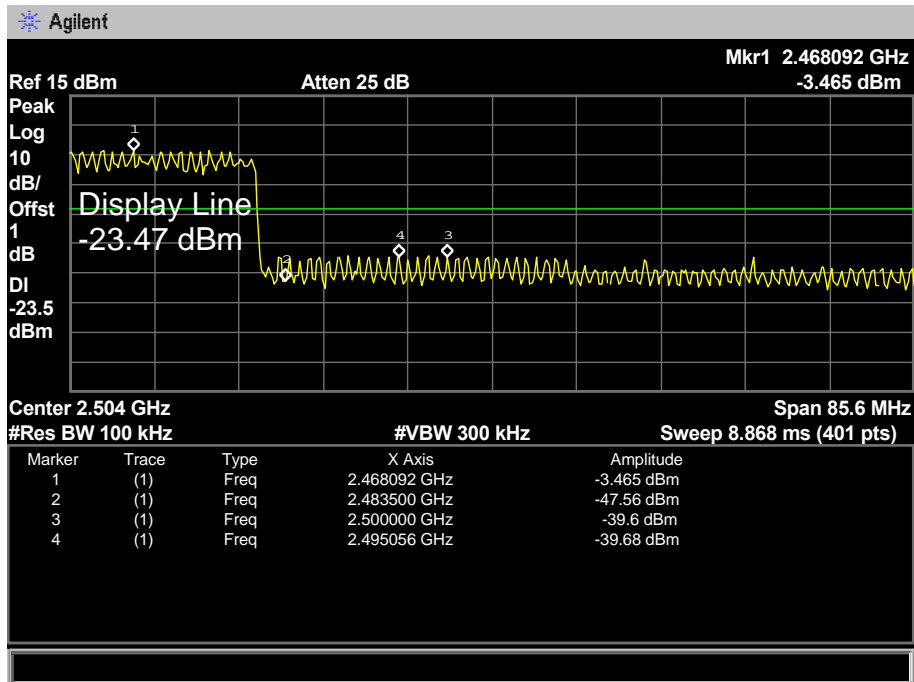 Agilent
Mkr1 2.468092 GHz
Ref 15 dBm Atten 25 dB -3.465 dBm
Peak
Log
10
dB/
Offst
1
dB
DI
-23.5
dBm
1
Display Line
-23.47 dBm
2
4
3
Center 2.504 GHz Span 85.6 MHz
#Res BW 100 kHz #VBW 300 kHz Sweep 8.868 ms (401 pts)
Marker Trace Type X Axis Amplitude
1 (1) Freq 2.468092 GHz -3.465 dBm
2 (1) Freq 2.483500 GHz -47.56 dBm
3 (1) Freq 2.500000 GHz -39.6 dBm
4 (1) Freq 2.495056 GHz -39.68 dBm